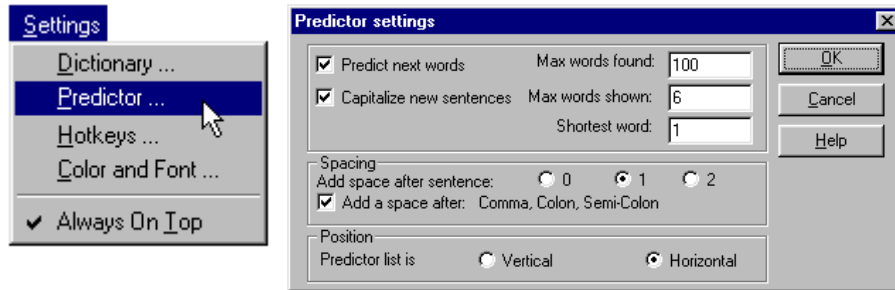 Settings
Dictionary ...
Predictor ...
Hotkeys ...
Color and Font ...
Always On Top
Predictor settings
Predict next words Max words found: 100
Capitalize new sentences Max words shown: 6
Shortest word: 1
OK
Cancel
Help
Spacing
Add space after sentence: 0 1 2
Add a space after: Comma, Colon, Semi-Colon
Position
Predictor list is Vertical Horizontal